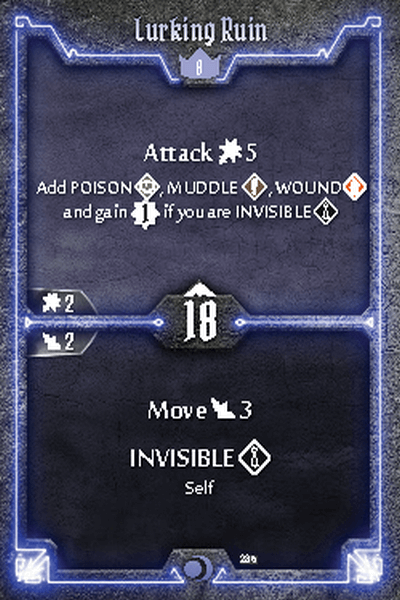 Lurking Ruin
8
Attack 5
Add POISON, MUDDLE, WOUND
and gain 1 if you are INVISIBLE
2
18
2
Move 3
INVISIBLE
Self